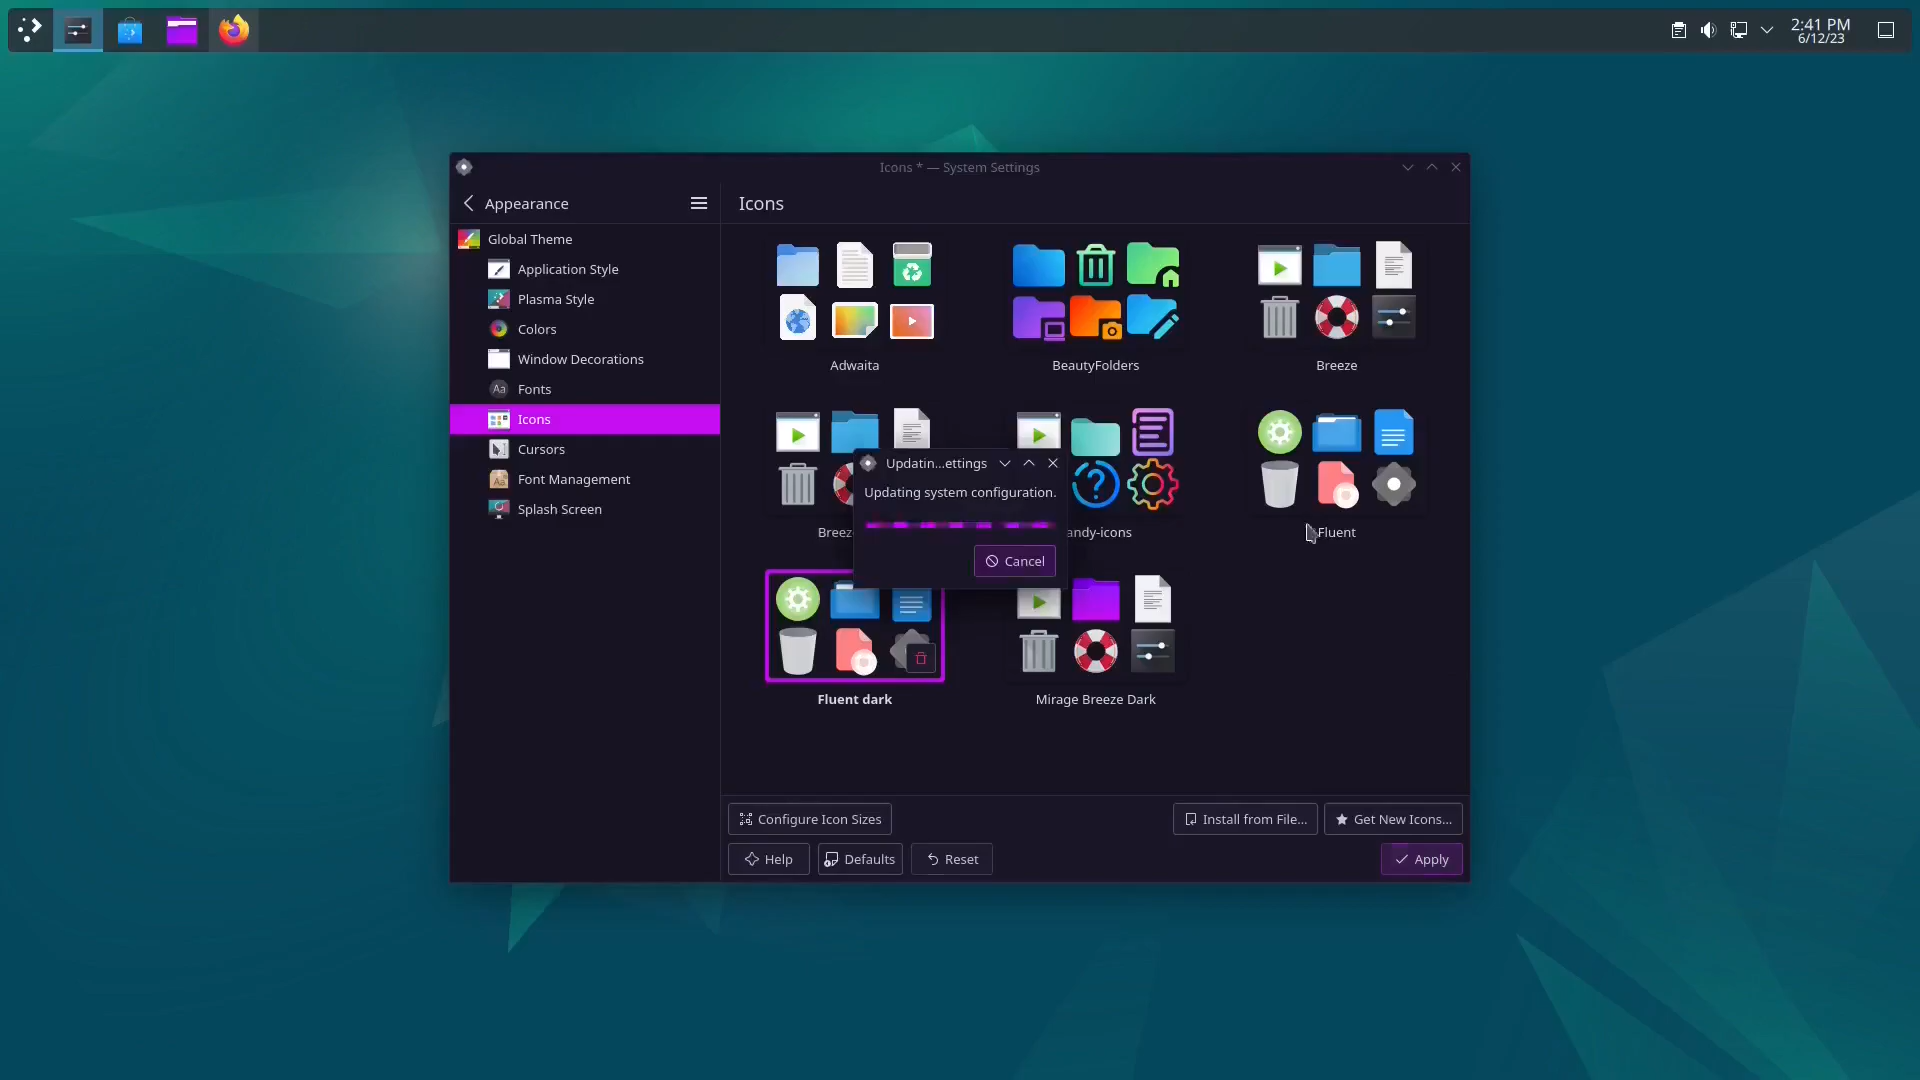 2:41 PM
6/12/23
Icons * — System Settings
Appearance
Icons
Global Theme
Application Style
Plasma Style
Colors
Window Decorations
Fonts
Icons
Cursors
Font Management
Splash Screen
Adwaita
BeautyFolders
Breeze
Updatin...ettings
Updating system configuration.
Cancel
Breez
andy-icons
Fluent
Fluent dark
Mirage Breeze Dark
Configure Icon Sizes
Install from File...
Get New Icons...
Help
Defaults
Reset
Apply